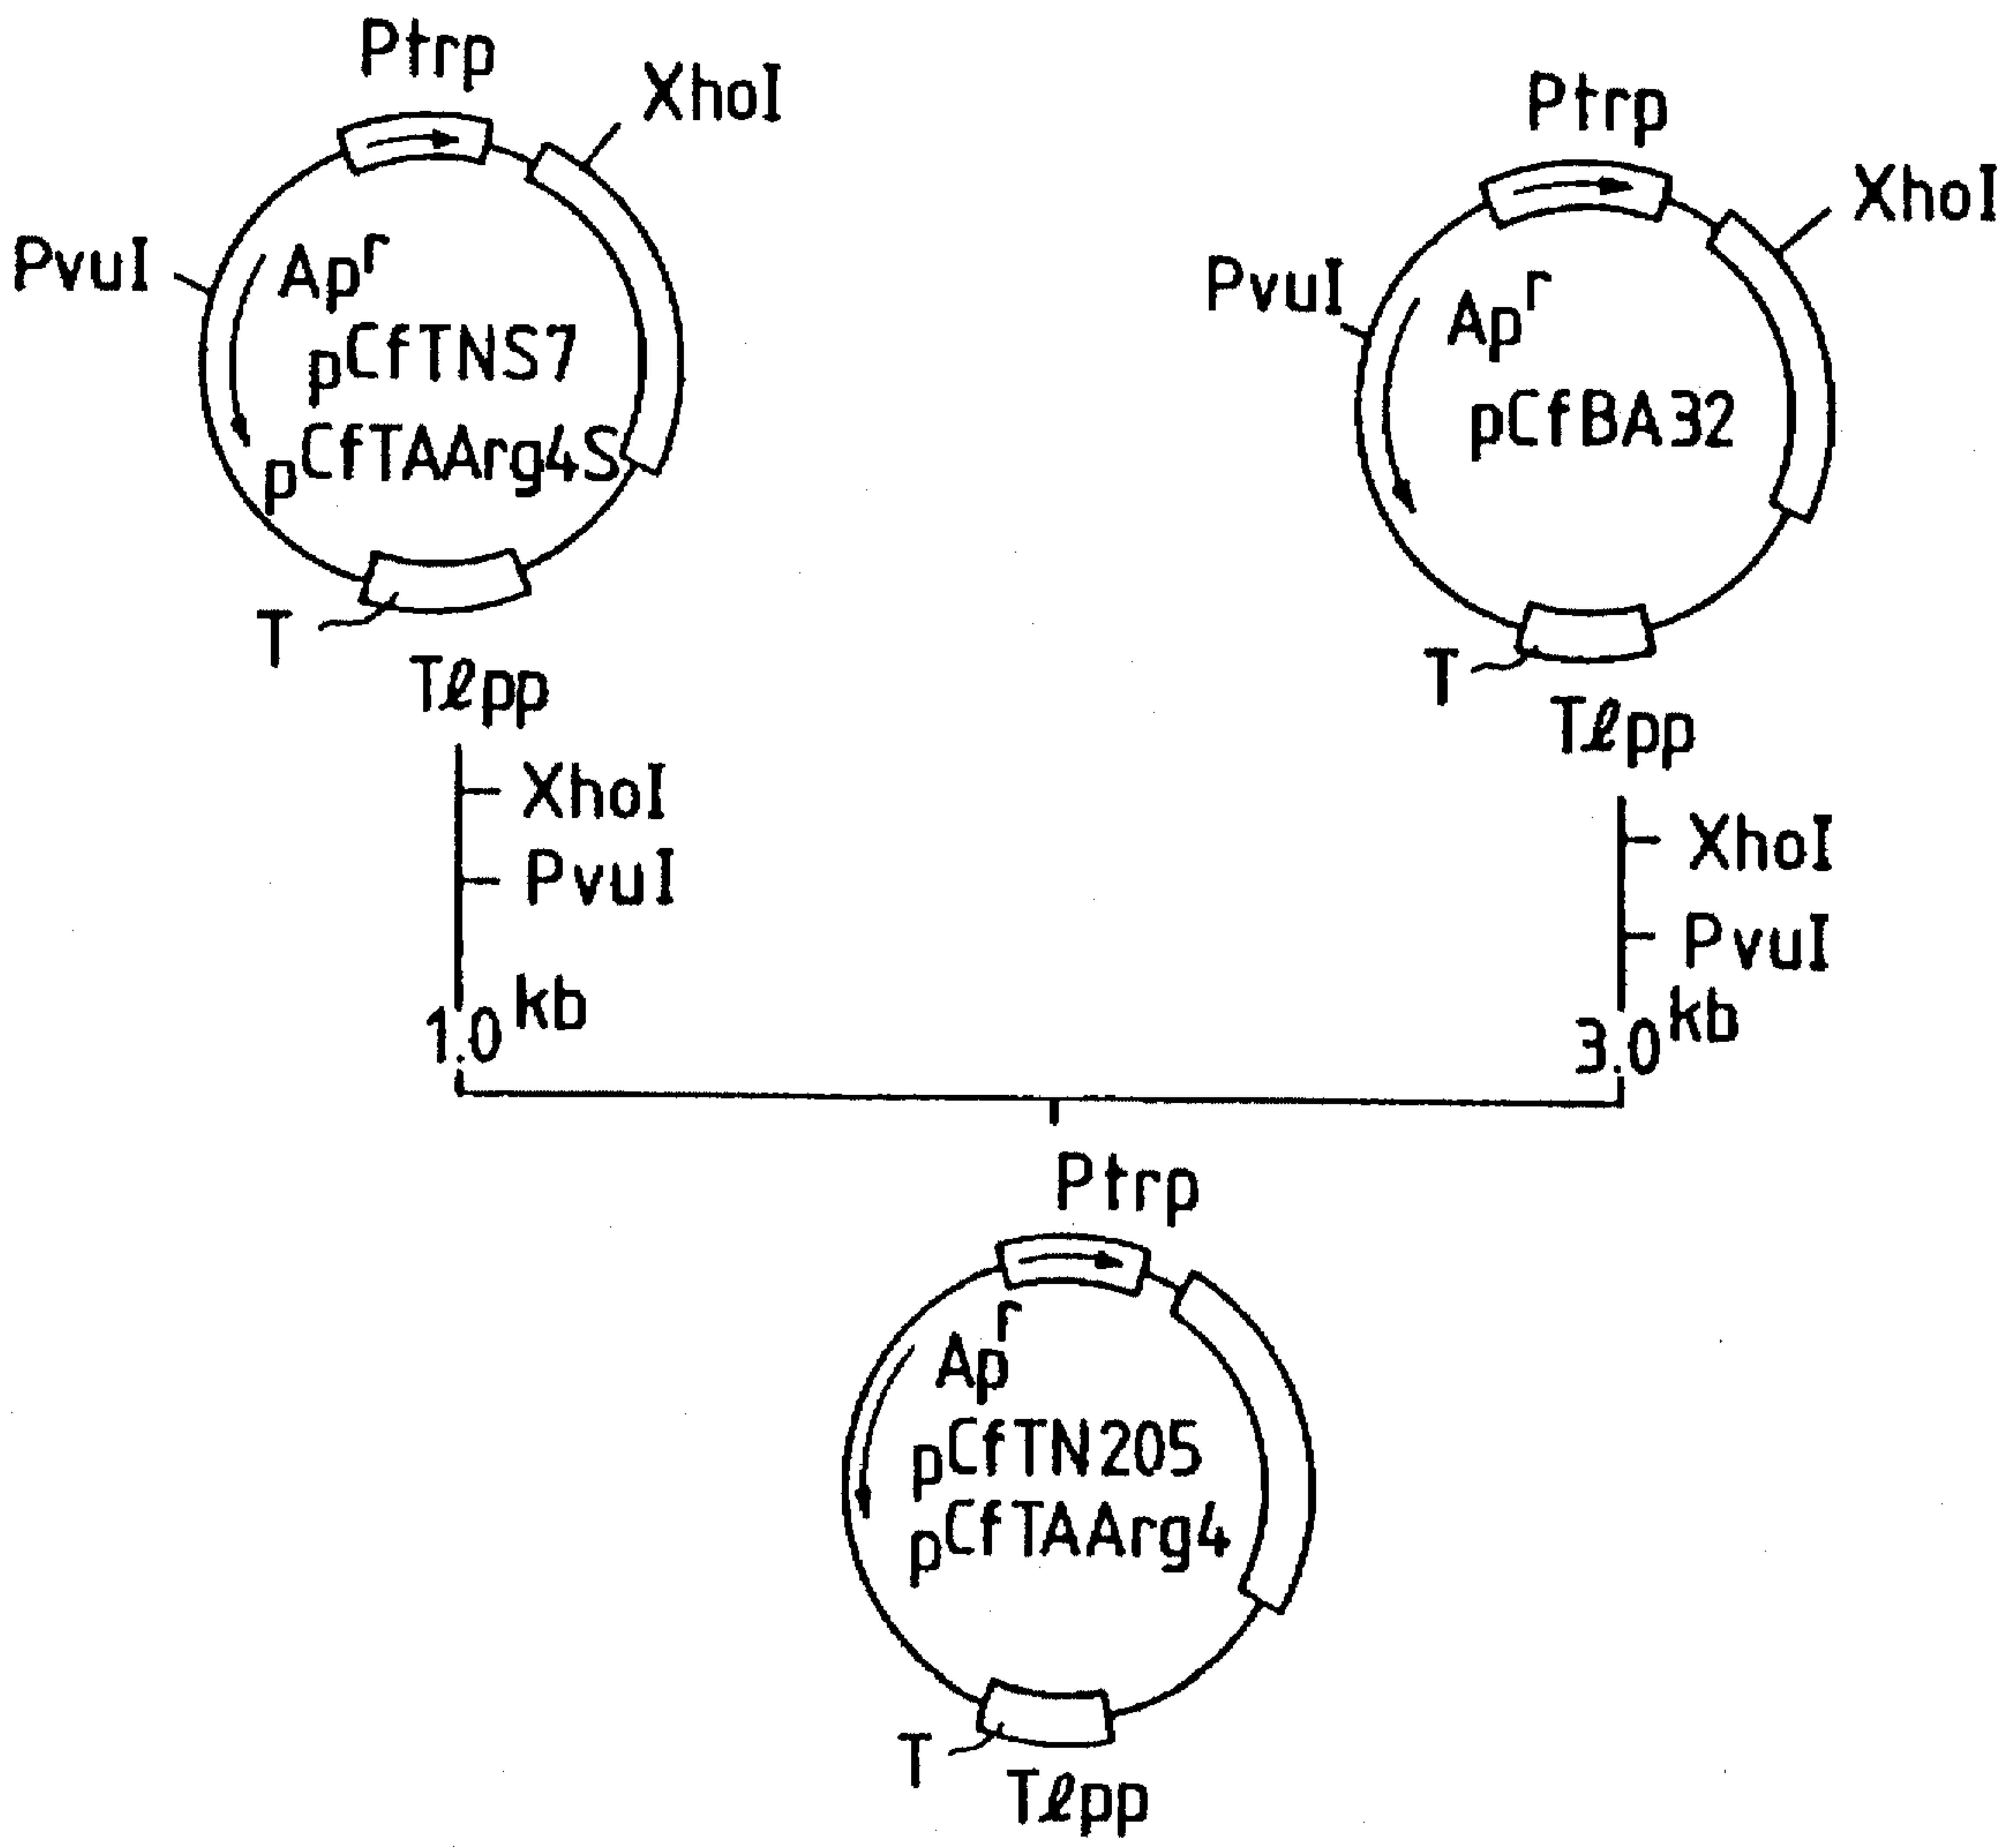 Ptrp
XhoI
PvuI
Apʳ
pCfTNS7
pCfTAArg4S
T
Tℓpp
XhoI
PvuI
1.0 kb
Ptrp
XhoI
PvuI
Apʳ
pCfBA32
T
Tℓpp
XhoI
PvuI
3.0 kb
Ptrp
Apʳ
pCfTN205
pCfTAArg4
T
Tℓpp